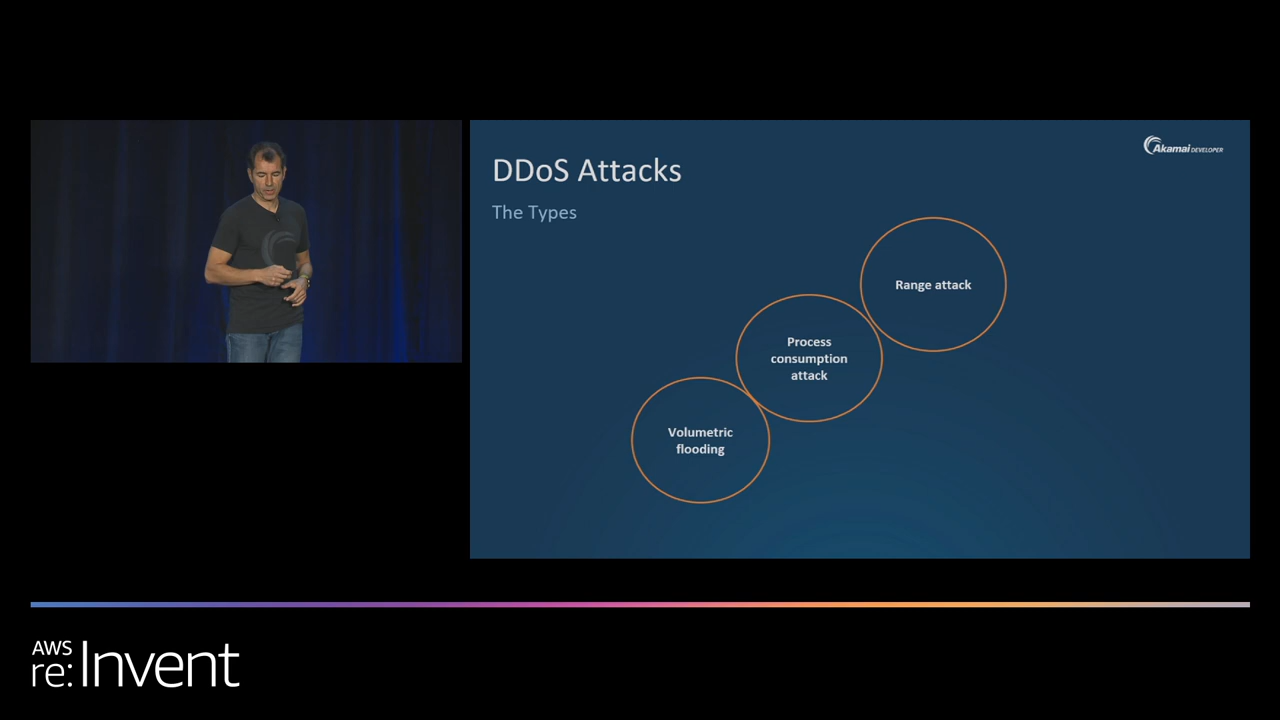 Akamai DEVELOPER
DDoS Attacks
The Types
Range attack
Process
consumption
attack
Volumetric
flooding
AWS
re:Invent